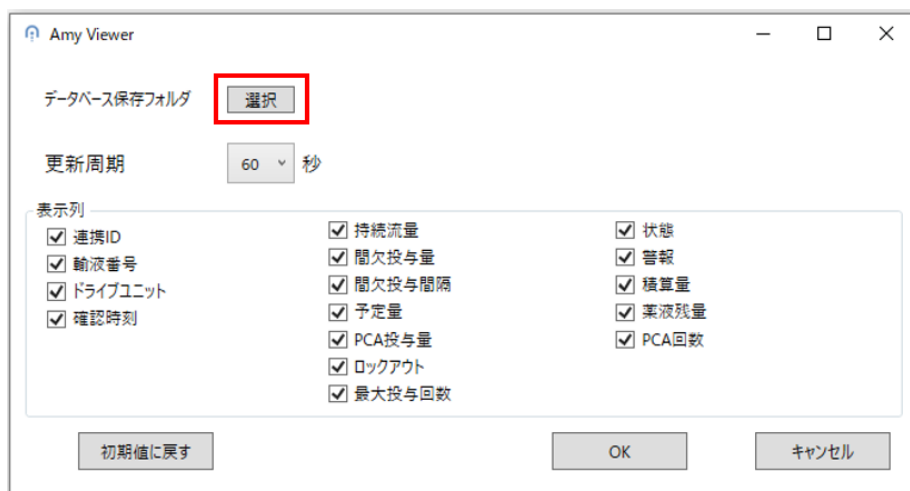 Amy Viewer
データベース保存フォルダ 選択
更新周期 60 秒
表示列
連携ID
輸液番号
ドライブユニット
確認時刻
持続流量
間欠投与量
間欠投与間隔
予定量
PCA投与量
ロックアウト
最大投与回数
状態
警報
積算量
薬液残量
PCA回数
初期値に戻す OK キャンセル